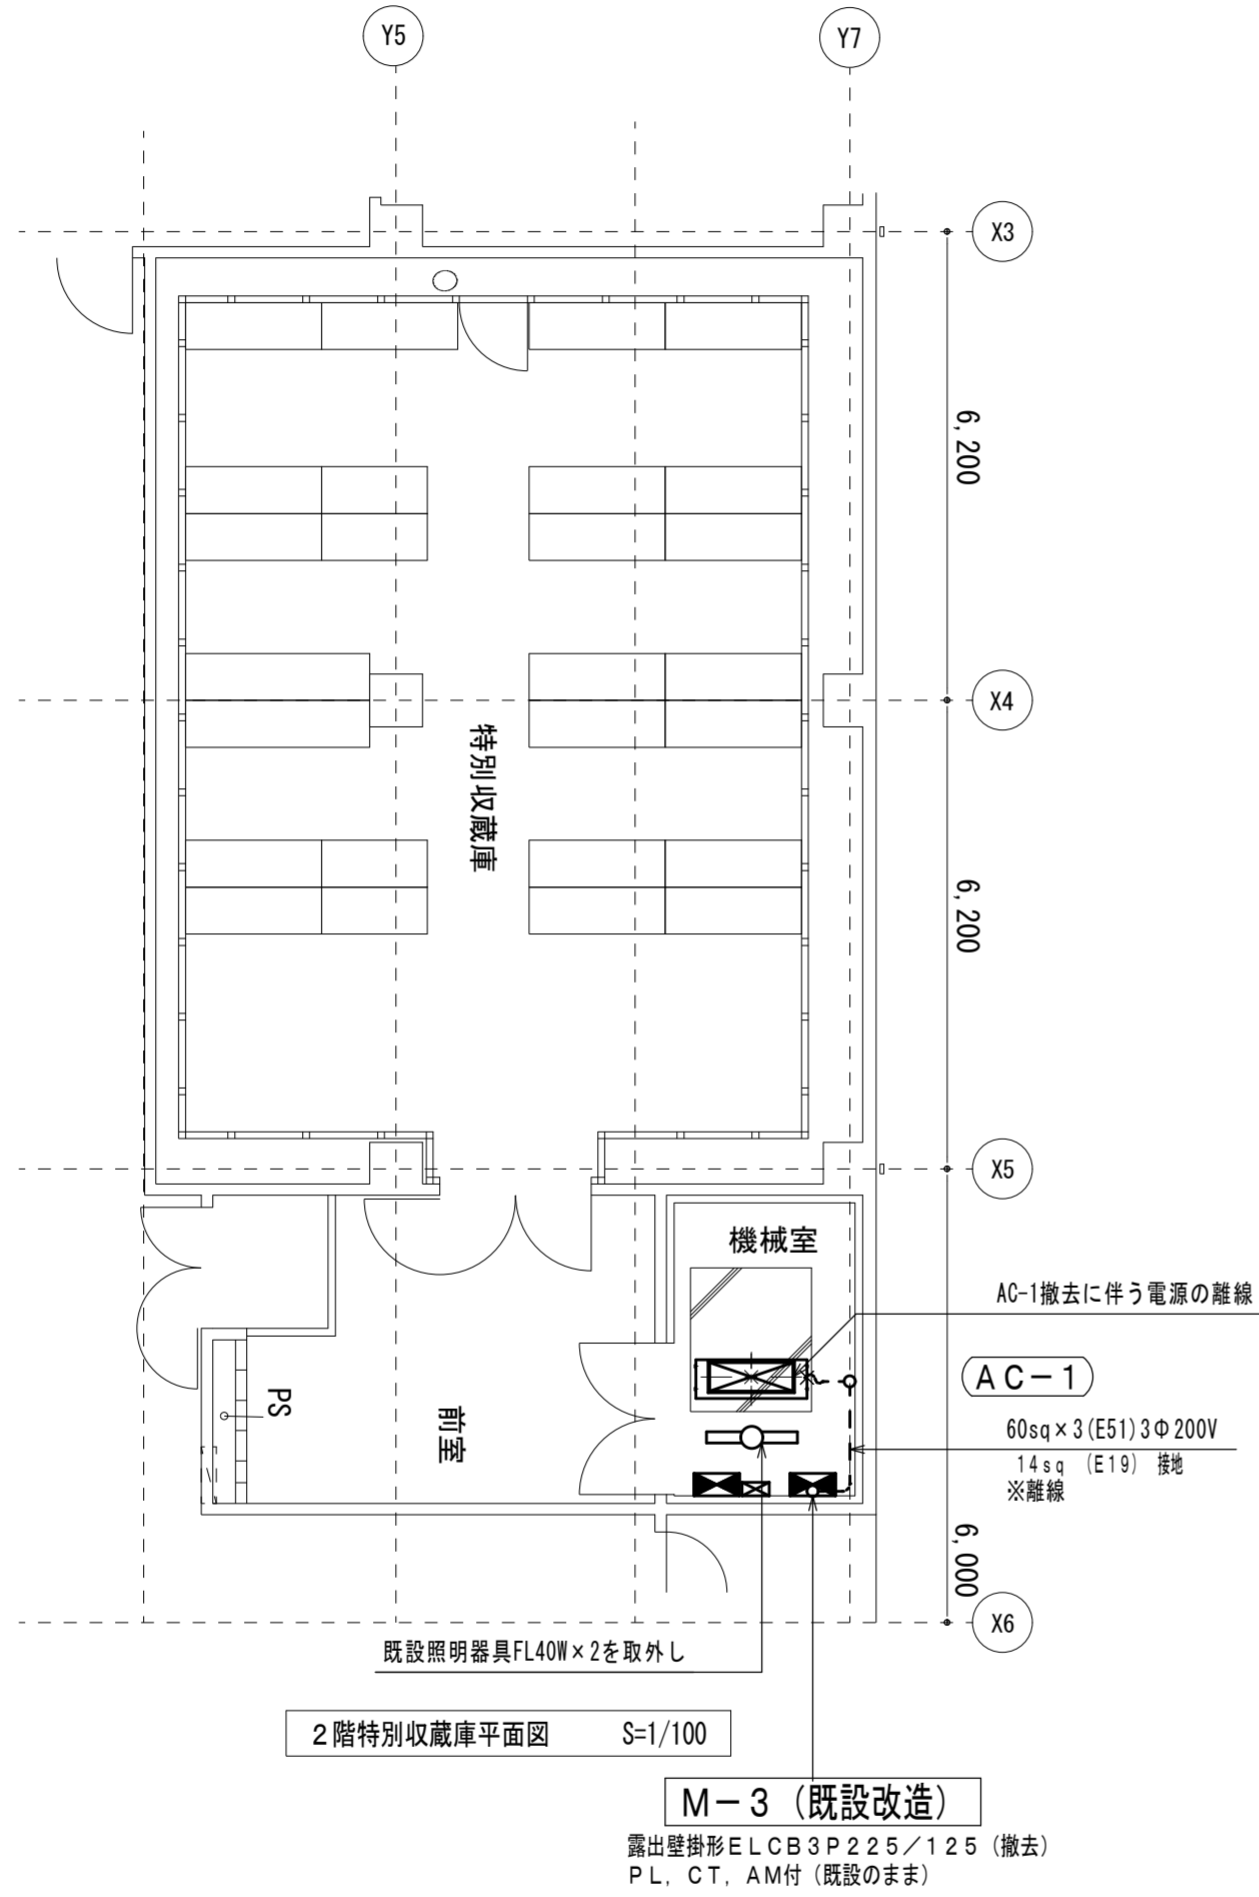 Y5
Y7
X3
6,200
X4
特別収蔵庫
6,200
X5
機械室
AC-1撤去に伴う電源の離線
AC-1
PS
前室
60sq×3(E51)3Φ200V
14sq (E19) 接地
※離線
6,000
X6
既設照明器具FL40W×2を取外し
2階特別収蔵庫平面図 S=1/100
M-3(既設改造)
露出壁掛形ELCB3P225/125(撤去)
PL, CT, AM付(既設のまま)